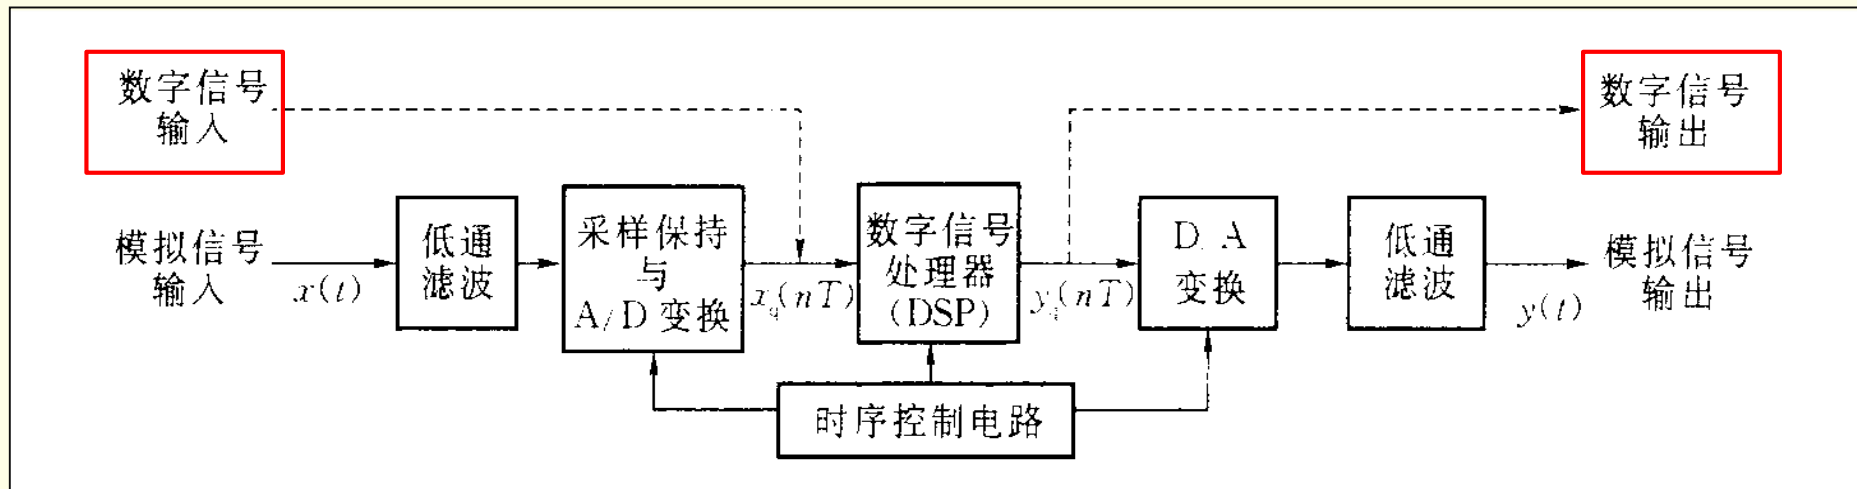 数字信号
输入
数字信号
输出
模拟信号
输入
x(t)
低通
滤波
采样保持
与
A/D 变换
x_q(nT)
数字信号
处理器
(DSP)
y_q(nT)
D A
变换
低通
滤波
y(t)
模拟信号
输出
时序控制电路